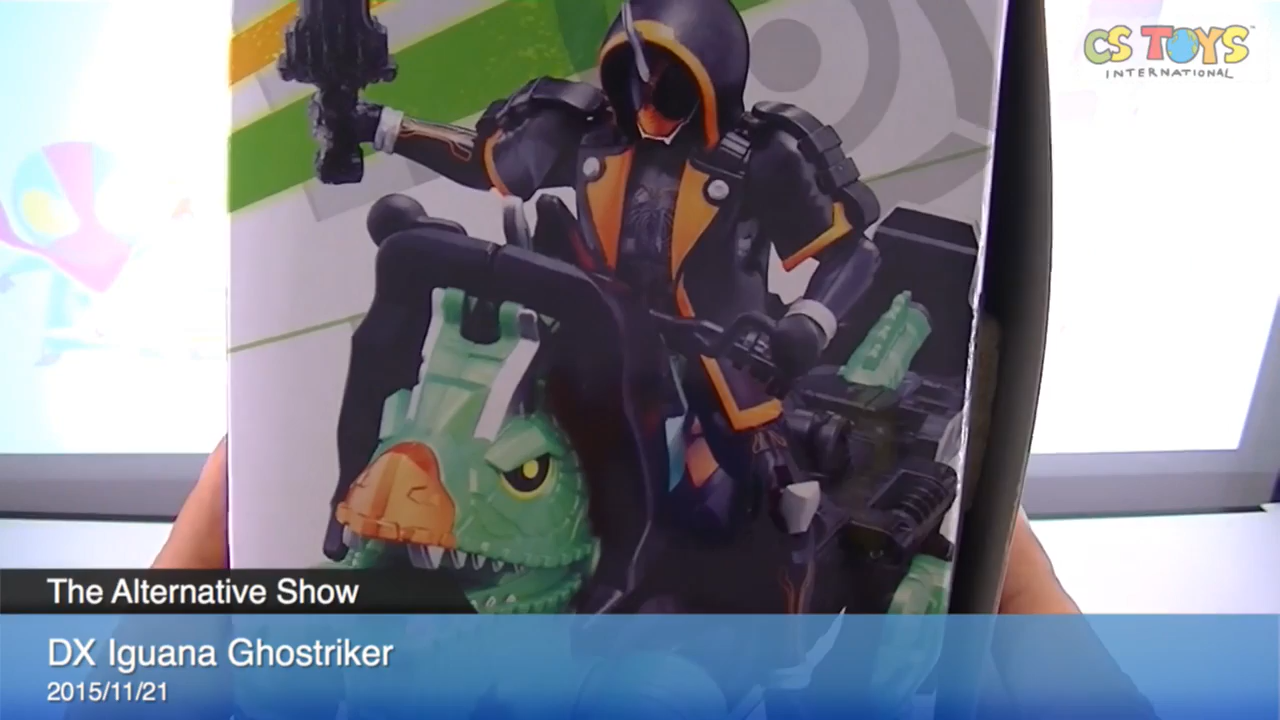 CS TOYS
INTERNATIONAL
The Alternative Show
DX Iguana Ghostriker
2015/11/21